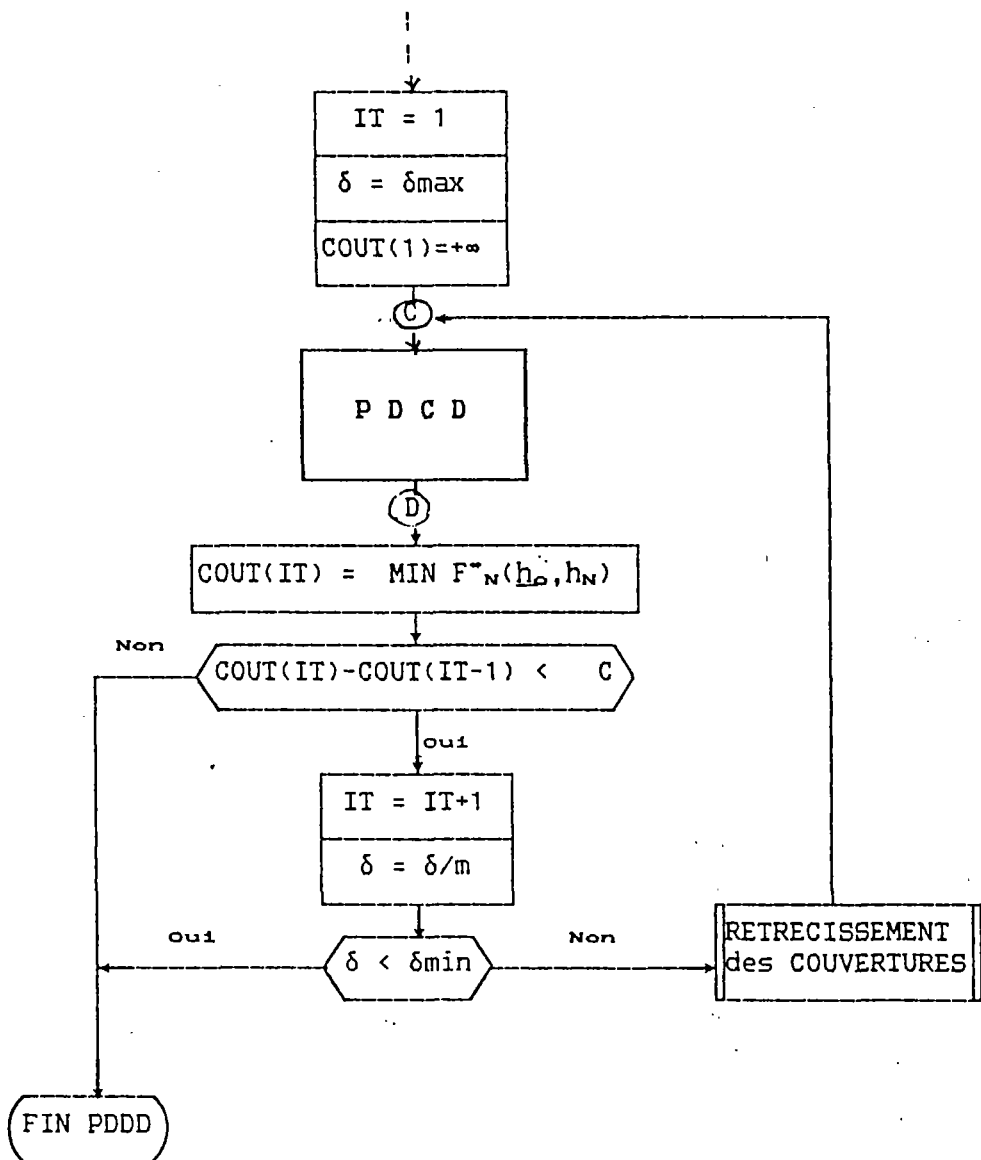 IT = 1
δ = δmax
COUT(1)=+∞
C
P D C D
D
COUT(IT) = MIN F*N(h0,hN)
Non
COUT(IT)-COUT(IT-1) < C
oui
IT = IT+1
δ = δ/m
oui
δ < δmin
Non
RETRECISSEMENT
des COUVERTURES
FIN PDDD